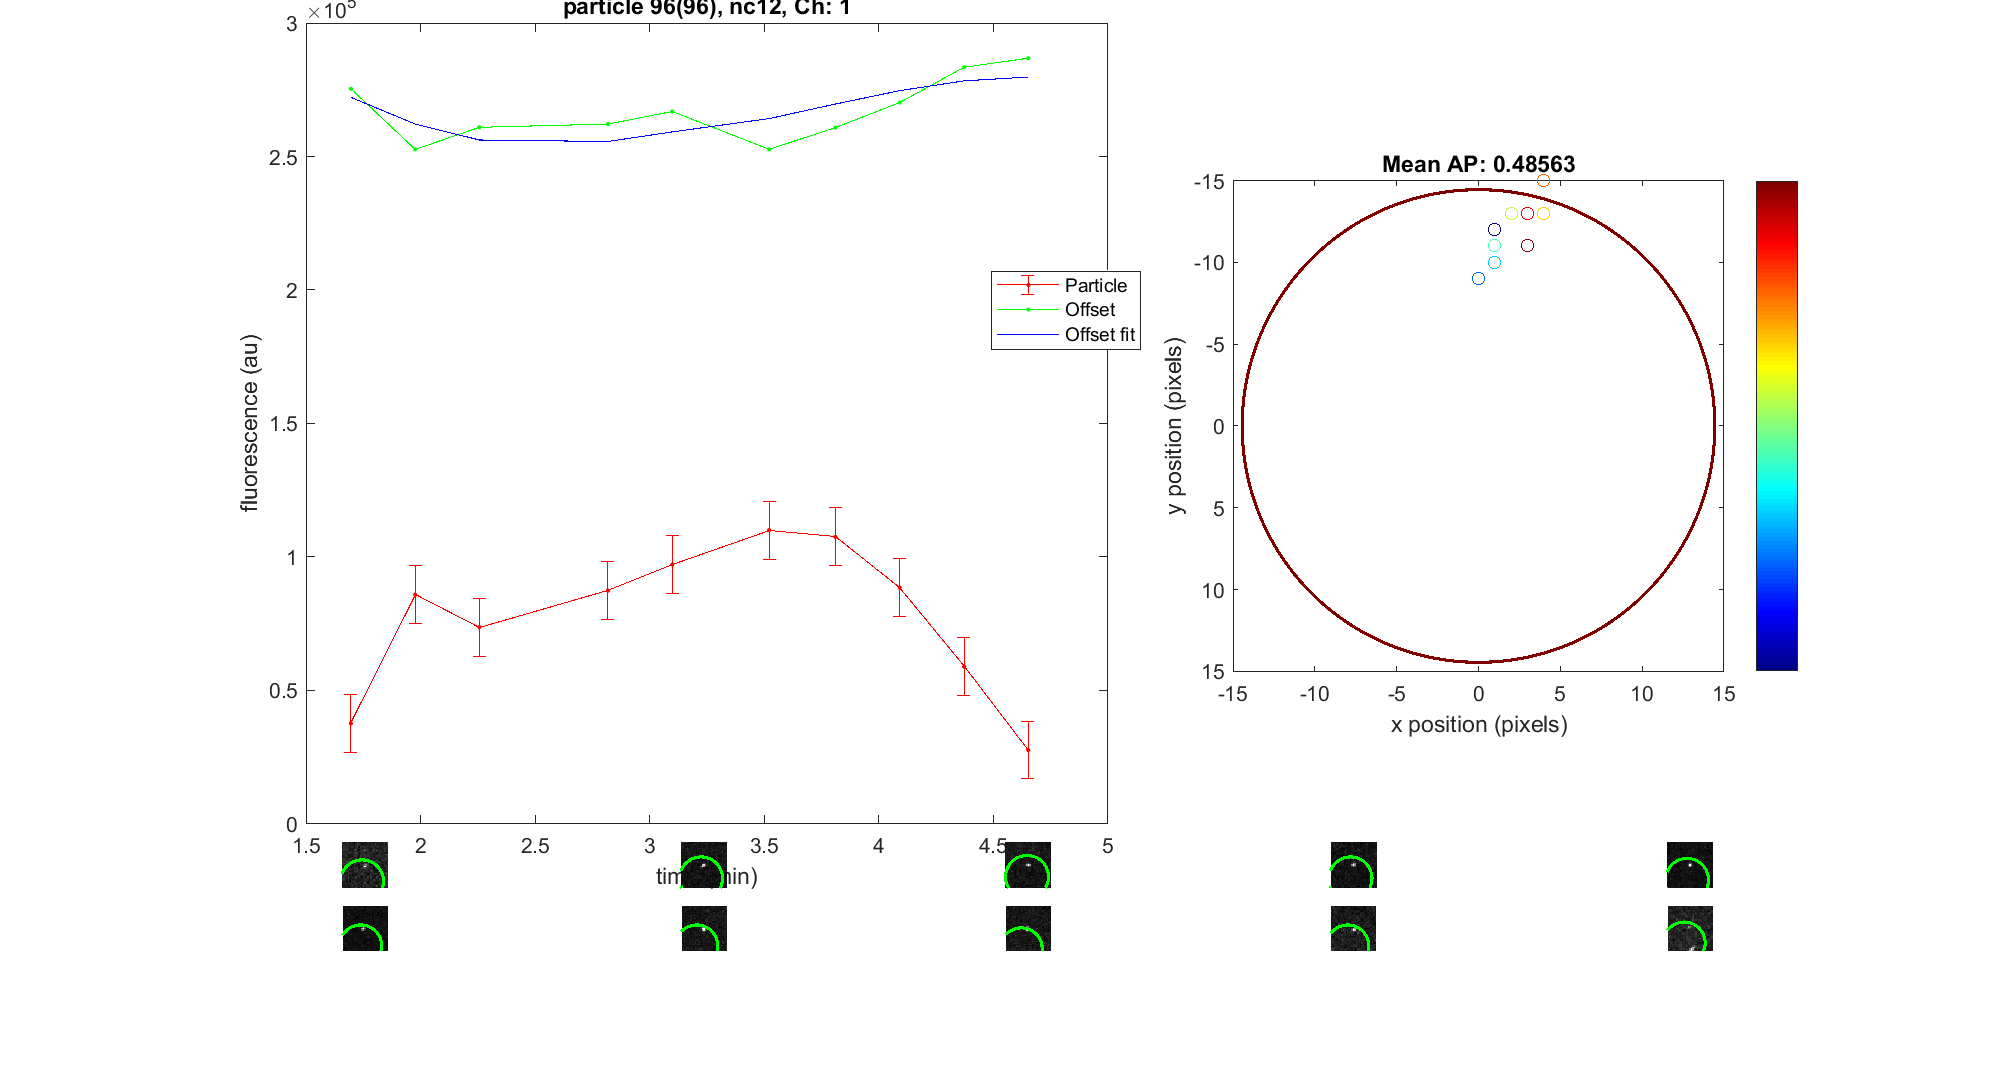 ×10^5
particle 96(96), nc12, Ch: 1
3
2.5
2
1.5
1
0.5
0
fluorescence (au)
1.5 2 2.5 3 3.5 4 4.5 5
Particle
Offset
Offset fit
Mean AP: 0.48563
-15
-10
-5
0
5
10
15
y position (pixels)
-15 -10 -5 0 5 10 15
x position (pixels)